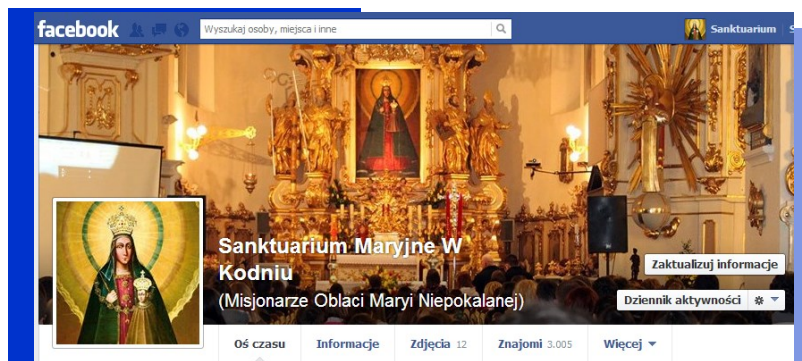 facebook
Wyszukaj osoby, miejsca i inne
Sanktuarium
Sanktuarium Maryjne W
Kodniu
(Misjonarze Oblaci Maryi Niepokalanej)
Zaktualizuj informacje
Dziennik aktywności
Oś czasu Informacje Zdjęcia 12 Znajomi 3.005 Więcej